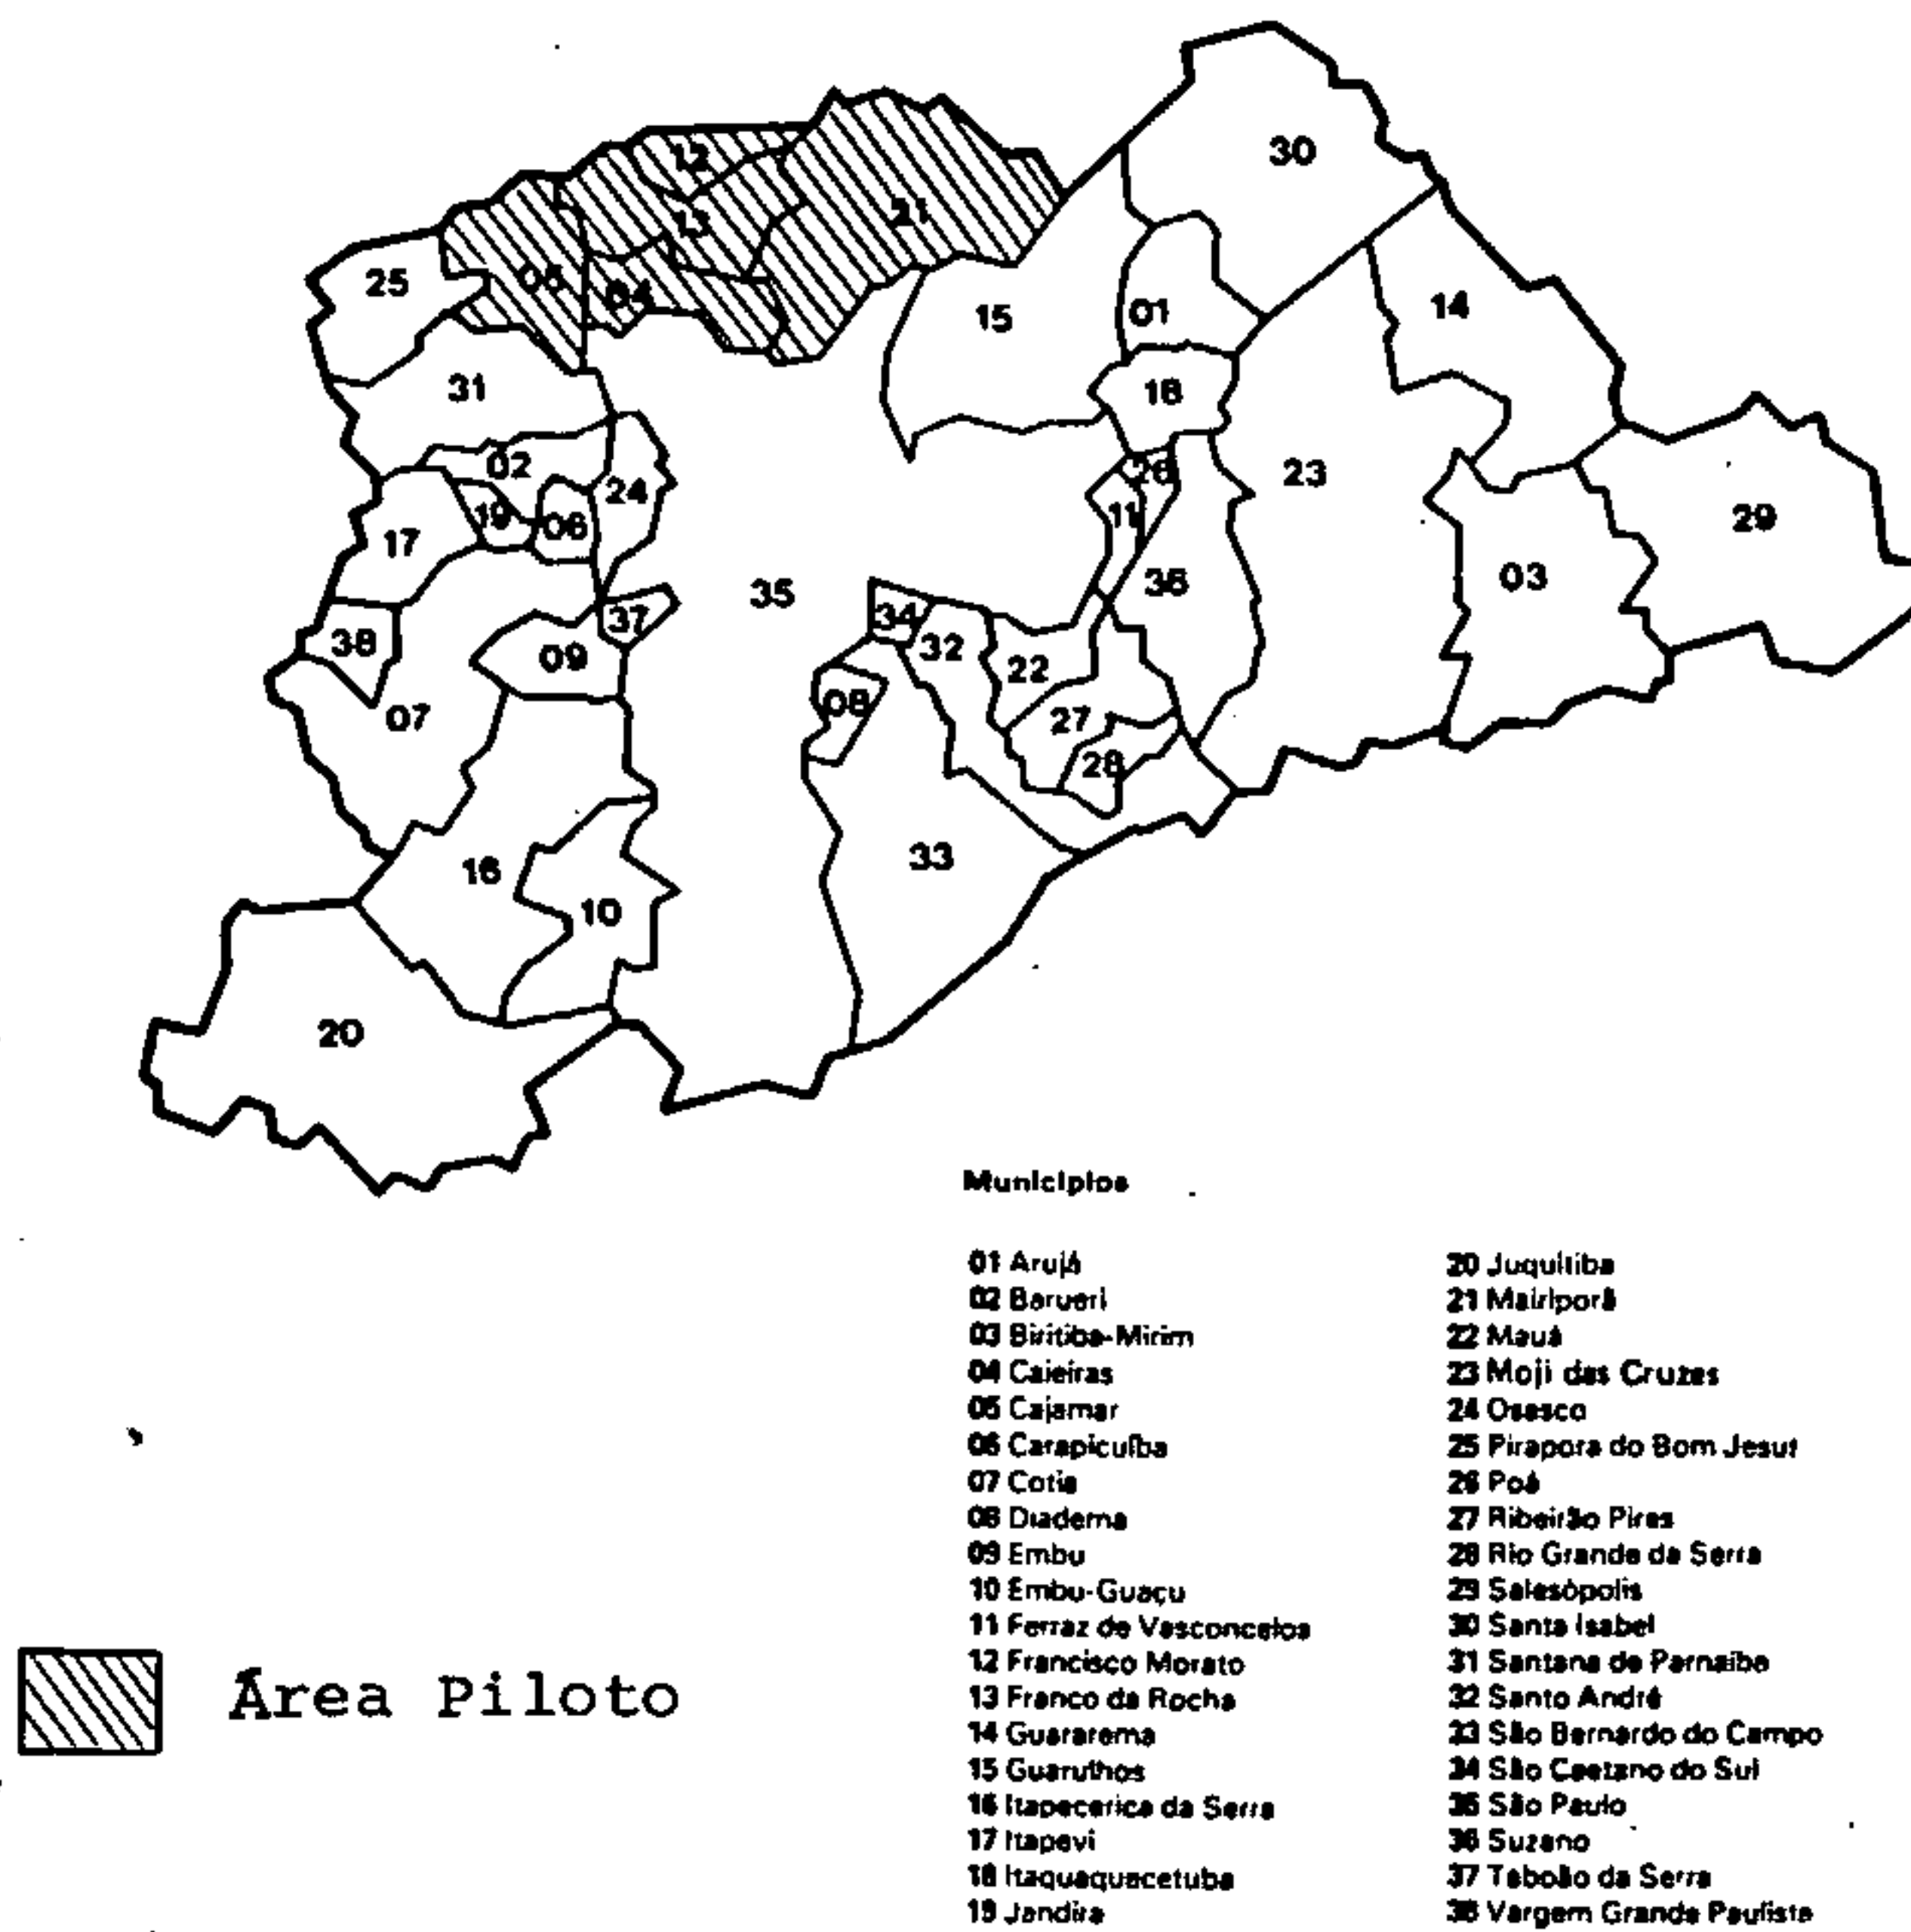 30
12
13
21
25
05
04
15
01
14
31
18
02
26
23
24
19
06
11
29
17
35
36
03
34
37
38
09
32
22
08
07
27
28
33
16
10
20
Municípios
01 Arujá
02 Barueri
03 Biritiba-Mirim
04 Caieiras
05 Cajamar
06 Carapicuíba
07 Cotia
08 Diadema
09 Embu
10 Embu-Guaçu
11 Ferraz de Vasconcelos
12 Francisco Morato
13 Franco da Rocha
14 Guararema
15 Guarulhos
16 Itapecerica da Serra
17 Itapevi
18 Itaquaquecetuba
19 Jandira
20 Juquitiba
21 Mairiporã
22 Mauá
23 Moji das Cruzes
24 Osasco
25 Pirapora do Bom Jesus
26 Poá
27 Ribeirão Pires
28 Rio Grande da Serra
29 Salesópolis
30 Santa Isabel
31 Santana de Parnaíba
32 Santo André
33 São Bernardo do Campo
34 São Caetano do Sul
35 São Paulo
36 Suzano
37 Taboão da Serra
38 Vargem Grande Paulista
Área Piloto